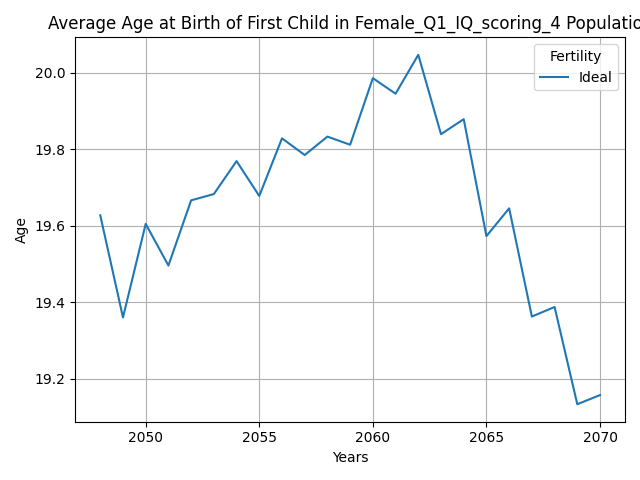 Average Age at Birth of First Child in Female_Q1_IQ_scoring_4 Populatio
Fertility
Ideal
20.0
19.8
19.6
19.4
19.2
Age
2050 2055 2060 2065 2070
Years